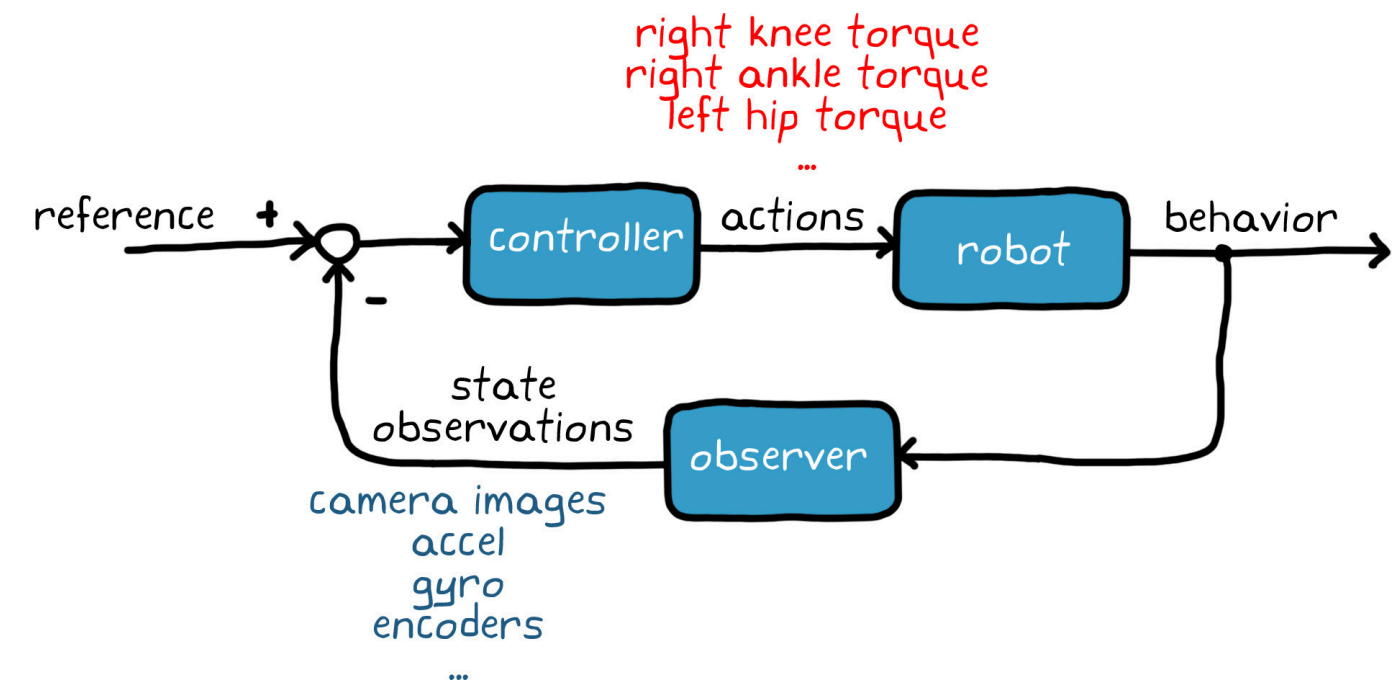 right knee torque
right ankle torque
left hip torque
...
reference
+
-
controller
actions
robot
behavior
state
observations
observer
camera images
accel
gyro
encoders
...